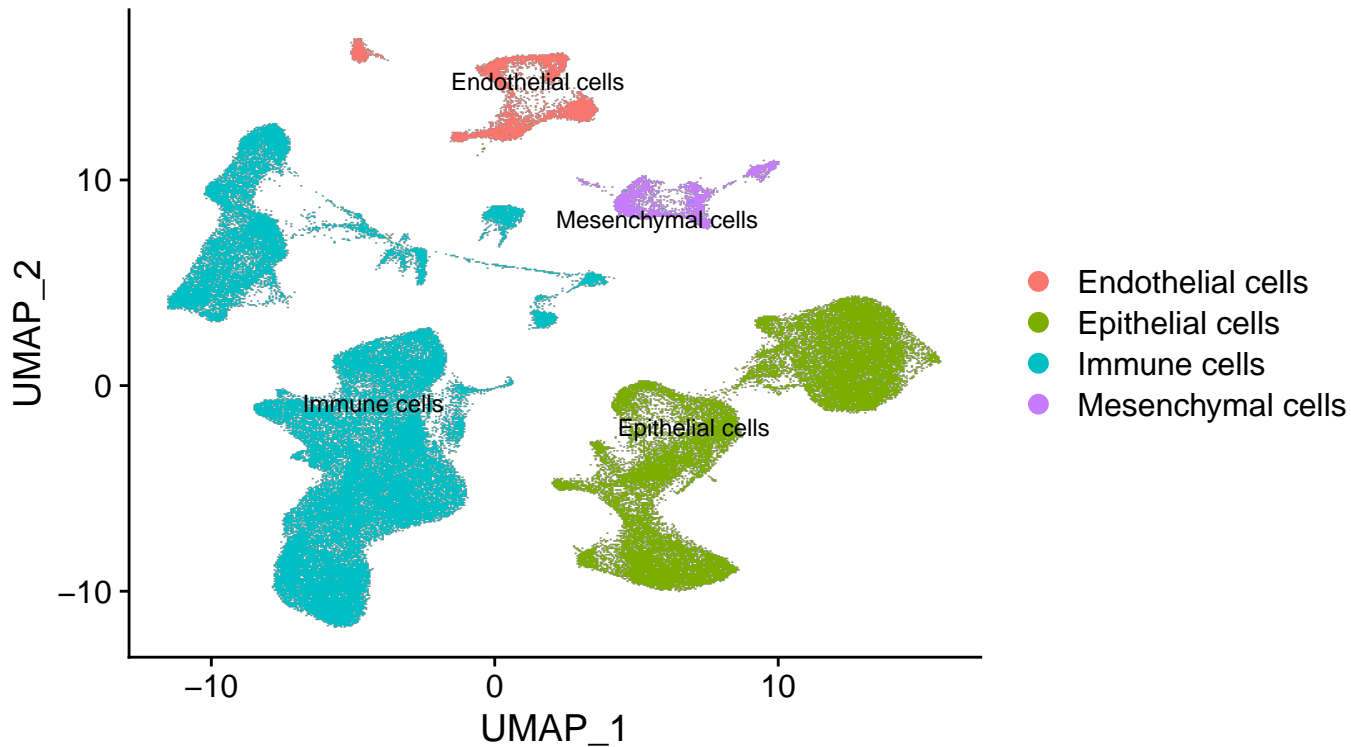 UMAP_2
10
0
−10
−10
0
10
UMAP_1
Endothelial cells
Mesenchymal cells
Immune cells
Epithelial cells
Endothelial cells
Epithelial cells
Immune cells
Mesenchymal cells